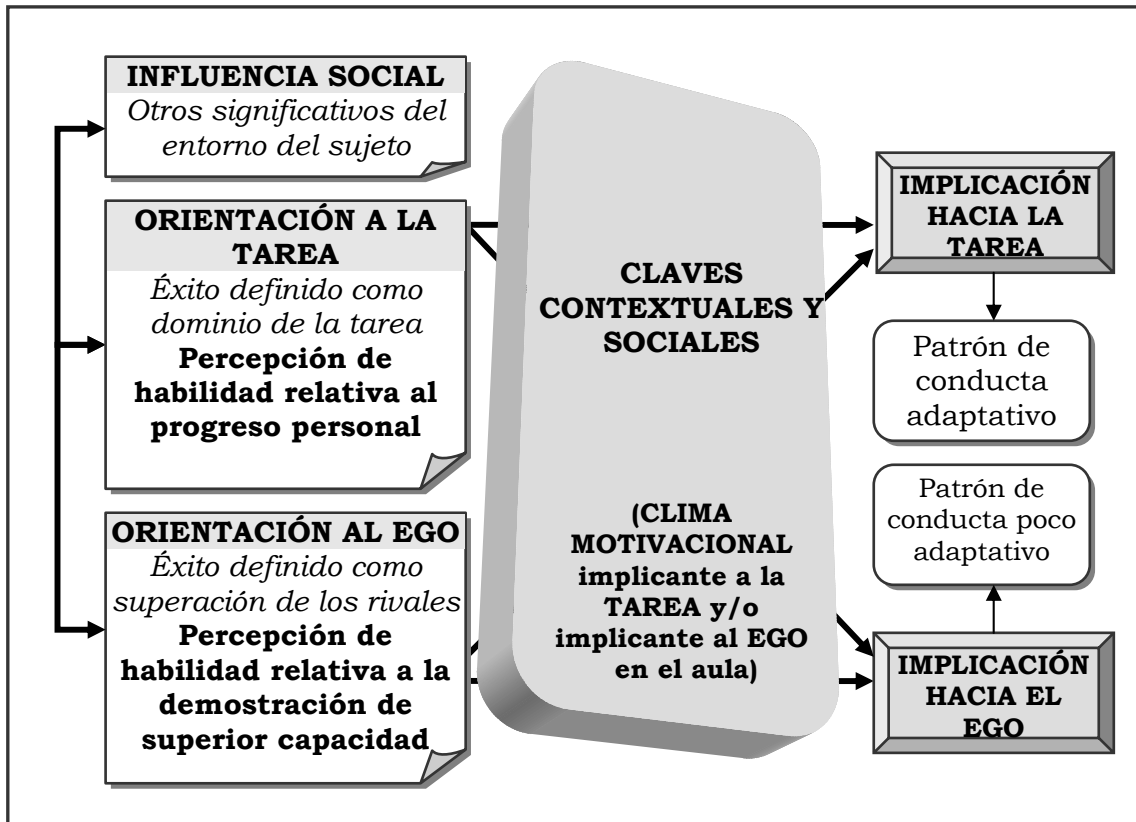 INFLUENCIA SOCIAL
Otros significativos del
entorno del sujeto
ORIENTACIÓN A LA
TAREA
Éxito definido como
dominio de la tarea
Percepción de
habilidad relativa al
progreso personal
ORIENTACIÓN AL EGO
Éxito definido como
superación de los rivales
Percepción de
habilidad relativa a la
demostración de
superior capacidad
CLAVES
CONTEXTUALES Y
SOCIALES
(CLIMA
MOTIVACIONAL
implicante a la
TAREA y/o
implicante al EGO
en el aula)
IMPLICACIÓN
HACIA LA
TAREA
Patrón de
conducta
adaptativo
Patrón de
conducta poco
adaptativo
IMPLICACIÓN
HACIA EL
EGO